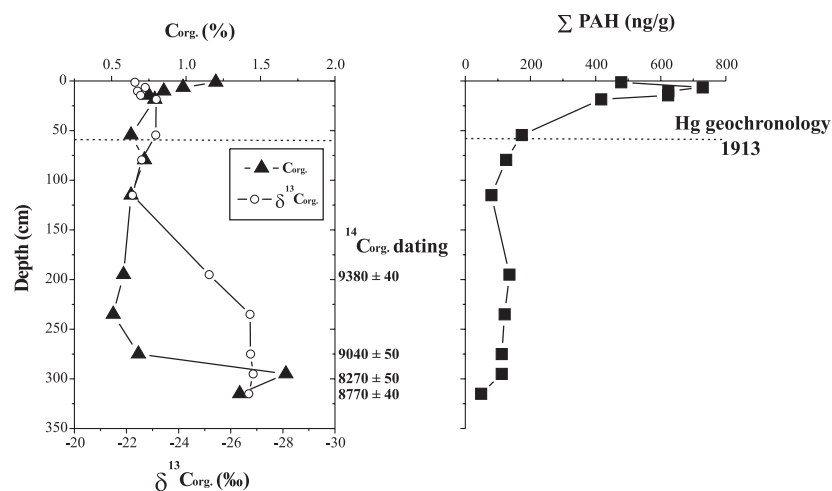 Corg. (%)
0.5 1.0 1.5 2.0
0
50
100
150
200
250
300
350
Depth (cm)
Corg.
δ13Corg.
14Corg. dating
9380 ± 40
9040 ± 50
8270 ± 50
8770 ± 40
-20 -22 -24 -26 -28 -30
δ13Corg. (‰)
∑ PAH (ng/g)
0 200 400 600 800
Hg geochronology
1913